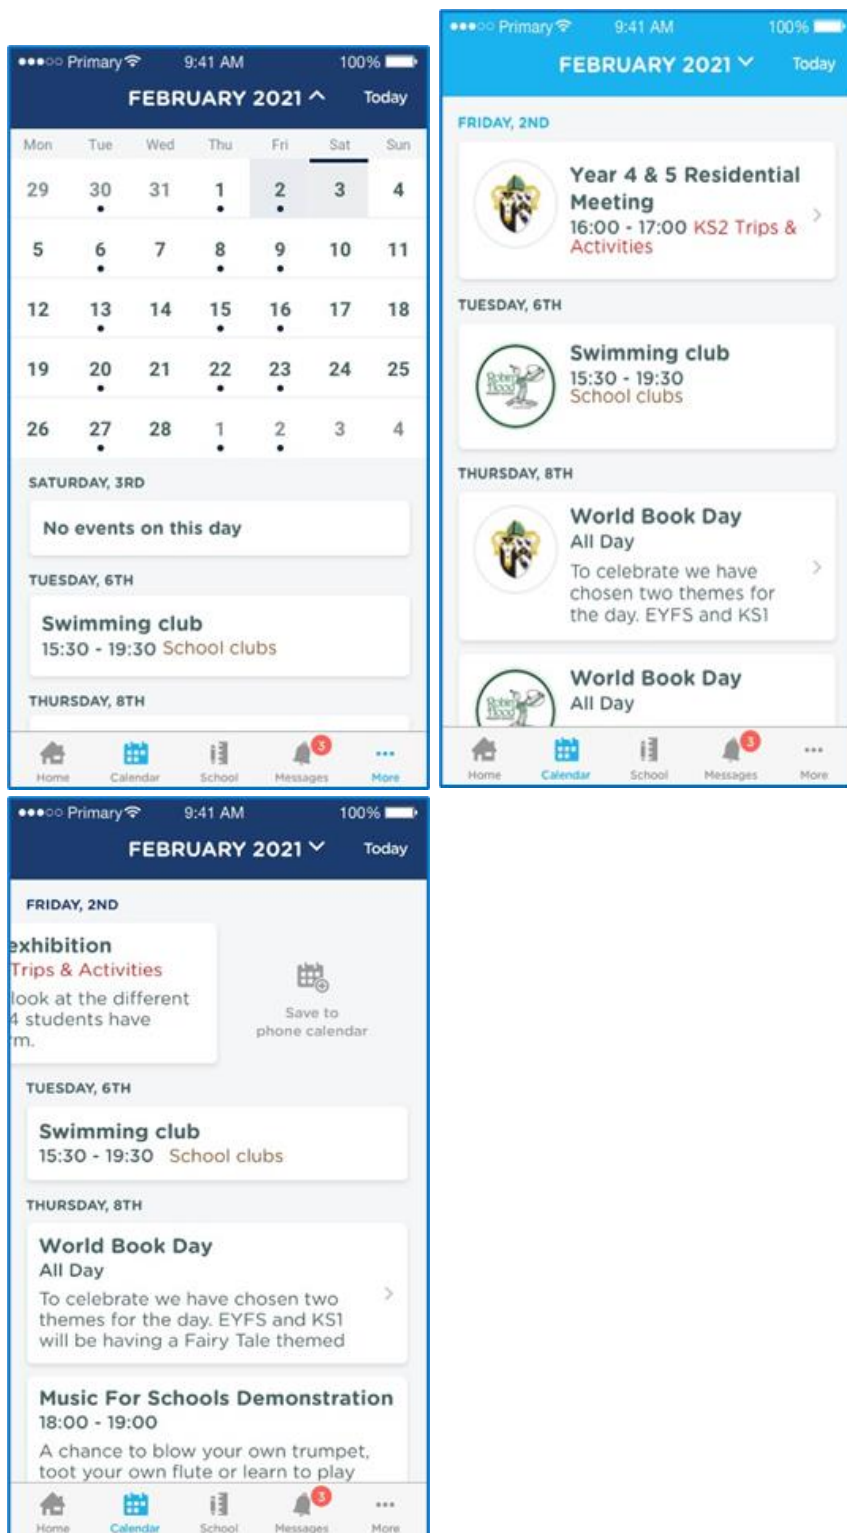 Primary 9:41 AM 100%
FEBRUARY 2021 Today
Mon Tue Wed Thu Fri Sat Sun
29 30 31 1 2 3 4
5 6 7 8 9 10 11
12 13 14 15 16 17 18
19 20 21 22 23 24 25
26 27 28 1 2 3 4
SATURDAY, 3RD
No events on this day
TUESDAY, 6TH
Swimming club
15:30 - 19:30 School clubs
THURSDAY, 8TH
3
Home Calendar School Messages More
Primary 9:41 AM 100%
FEBRUARY 2021 Today
FRIDAY, 2ND
Year 4 & 5 Residential
Meeting
16:00 - 17:00 KS2 Trips &
Activities
TUESDAY, 6TH
Robin
Hood
Swimming club
15:30 - 19:30
School clubs
THURSDAY, 8TH
World Book Day
All Day
To celebrate we have
chosen two themes for
the day. EYFS and KS1
Robin
Hood
World Book Day
All Day
3
Home Calendar School Messages More
Primary 9:41 AM 100%
FEBRUARY 2021 Today
FRIDAY, 2ND
exhibition
Trips & Activities
look at the different
4 students have
rm.
Save to
phone calendar
TUESDAY, 6TH
Swimming club
15:30 - 19:30 School clubs
THURSDAY, 8TH
World Book Day
All Day
To celebrate we have chosen two
themes for the day. EYFS and KS1
will be having a Fairy Tale themed
Music For Schools Demonstration
18:00 - 19:00
A chance to blow your own trumpet,
toot your own flute or learn to play
3
Home Calendar School Messages More